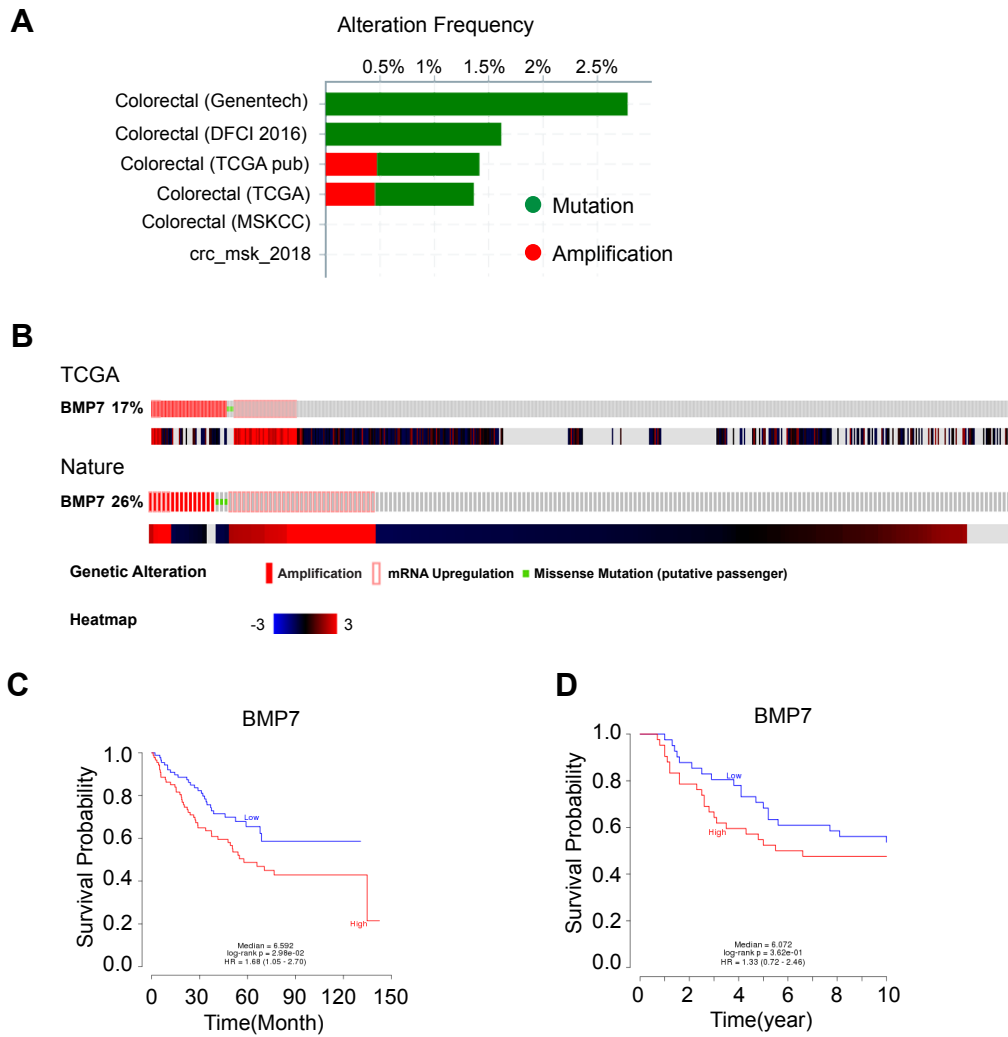 A
Alteration Frequency
0.5% 1% 1.5% 2% 2.5%
Colorectal (Genentech)
Colorectal (DFCI 2016)
Colorectal (TCGA pub)
Colorectal (TCGA)
Colorectal (MSKCC)
crc_msk_2018
Mutation
Amplification
B
TCGA
BMP7 17%
Nature
BMP7 26%
Genetic Alteration Amplification mRNA Upregulation Missense Mutation (putative passenger)
Heatmap -3 3
C
BMP7
Survival Probability
1.0
0.8
0.6
0.4
0.2
0.0
Low
High
Median = 6.592
log-rank p = 2.98e-02
HR = 1.68 (1.05 - 2.70)
0 30 60 90 120 150
Time(Month)
D
BMP7
Survival Probability
1.0
0.8
0.6
0.4
0.2
0.0
Low
High
Median = 6.072
log-rank p = 3.62e-01
HR = 1.33 (0.72 - 2.46)
0 2 4 6 8 10
Time(year)